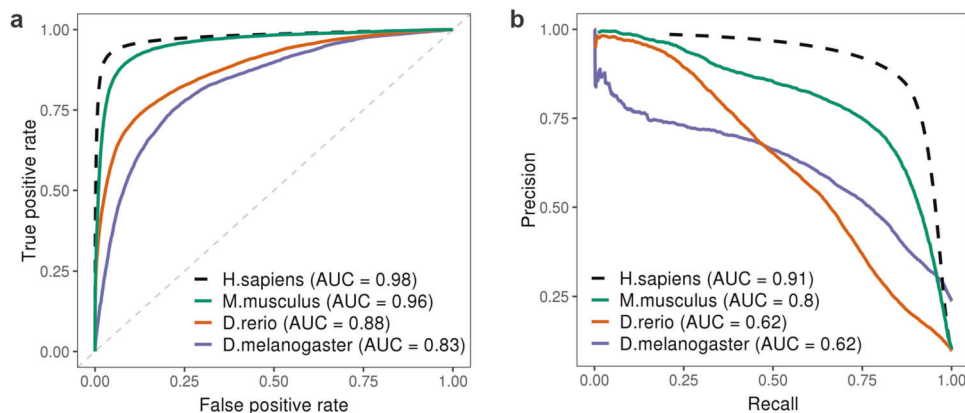 a
True positive rate
1.00
0.75
0.50
0.25
0.00
H.sapiens (AUC = 0.98)
M.musculus (AUC = 0.96)
D.rerio (AUC = 0.88)
D.melanogaster (AUC = 0.83)
0.00 0.25 0.50 0.75 1.00
False positive rate
b
Precision
1.00
0.75
0.50
0.25
H.sapiens (AUC = 0.91)
M.musculus (AUC = 0.8)
D.rerio (AUC = 0.62)
D.melanogaster (AUC = 0.62)
0.00 0.25 0.50 0.75 1.00
Recall